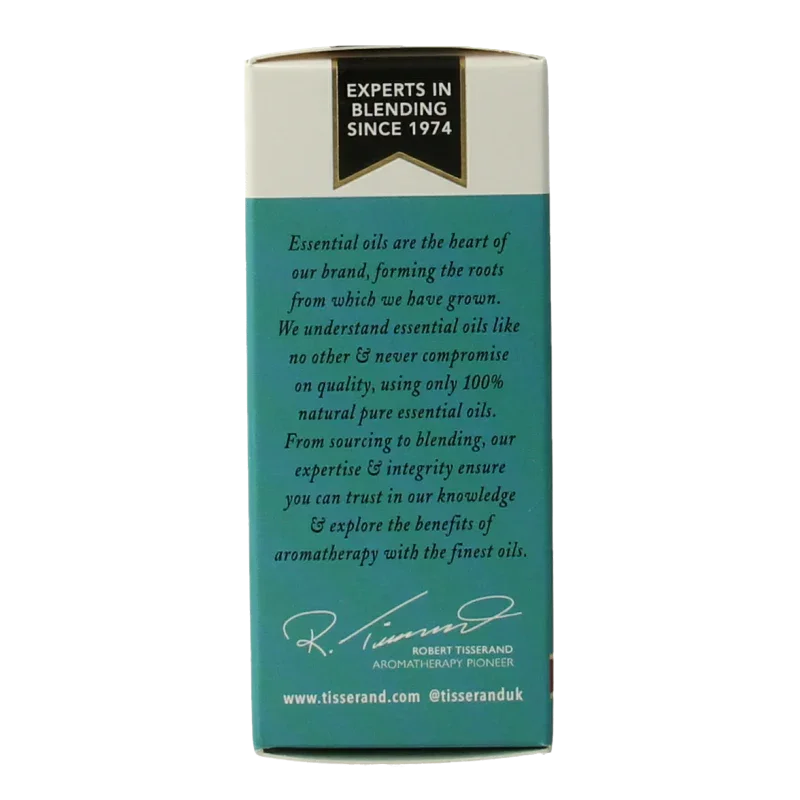 EXPERTS IN
BLENDING
SINCE 1974
Essential oils are the heart of
our brand, forming the roots
from which we have grown.
We understand essential oils like
no other & never compromise
on quality, using only 100%
natural pure essential oils.
From sourcing to blending, our
expertise & integrity ensure
you can trust in our knowledge
& explore the benefits of
aromatherapy with the finest oils.
R. Tisserand
ROBERT TISSERAND
AROMATHERAPY PIONEER
www.tisserand.com @tisseranduk